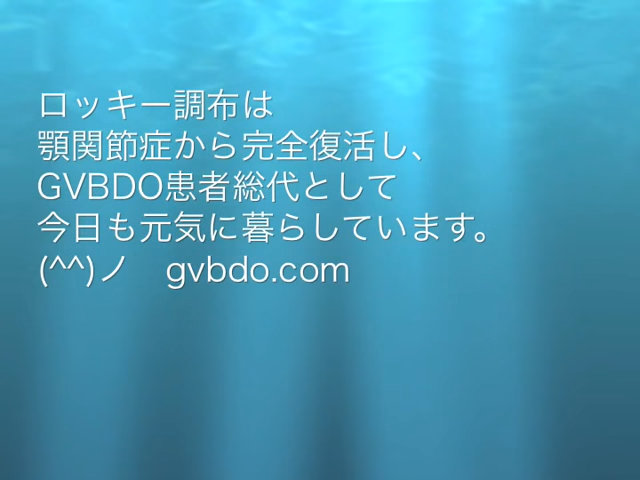 ロッキー調布は
顎関節症から完全復活し、
GVBDO患者総代として
今日も元気に暮らしています。
(^^)ノ　gvbdo.com